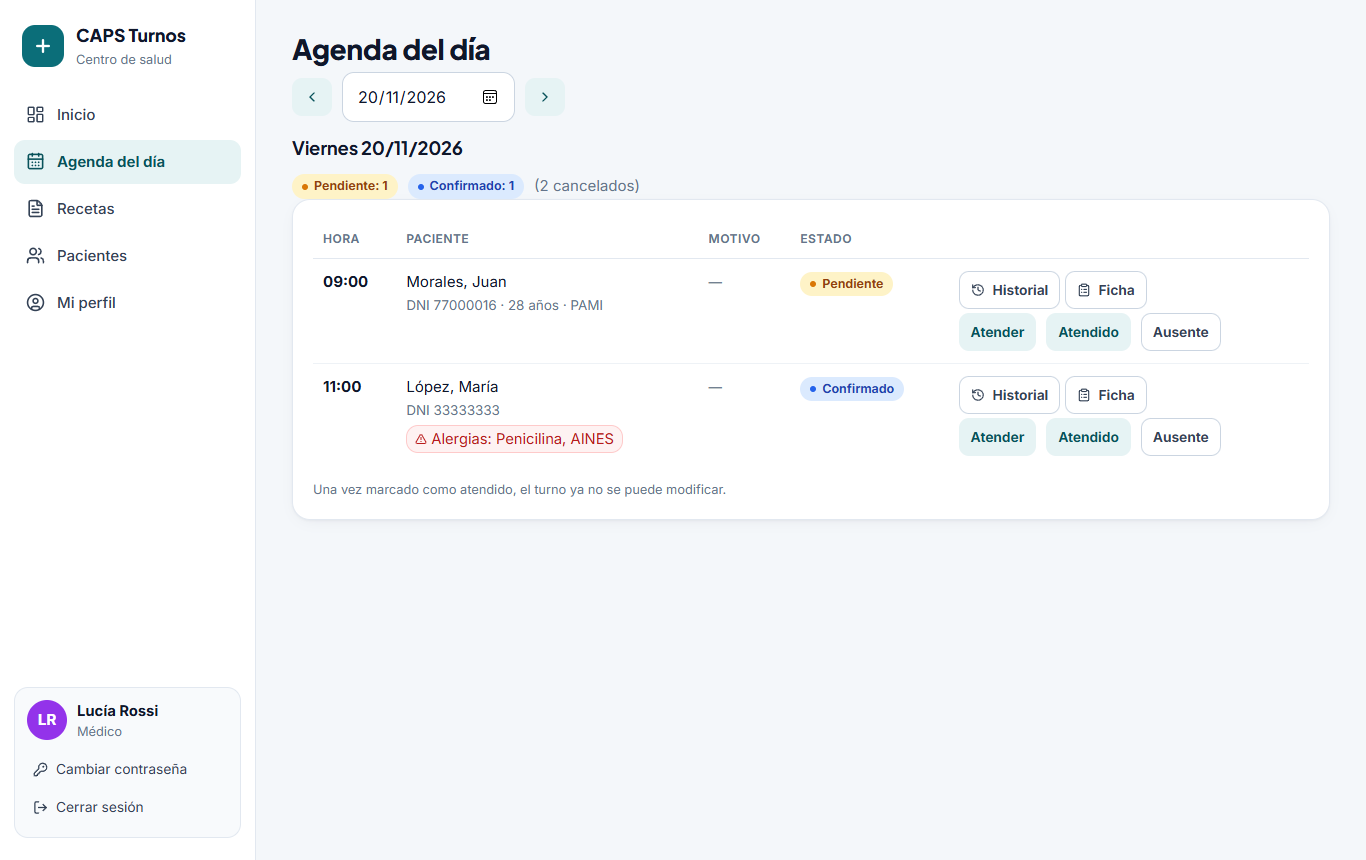 CAPS Turnos
Centro de salud
Inicio
Agenda del día
Recetas
Pacientes
Mi perfil
LR
Lucía Rossi
Médico
Cambiar contraseña
Cerrar sesión
Agenda del día
20/11/2026
Viernes 20/11/2026
Pendiente: 1 Confirmado: 1 (2 cancelados)
HORA PACIENTE MOTIVO ESTADO
09:00 Morales, Juan — Pendiente Historial Ficha
DNI 77000016 · 28 años · PAMI
Atender Atendido Ausente
11:00 López, María — Confirmado Historial Ficha
DNI 33333333
Alergias: Penicilina, AINES Atender Atendido Ausente
Una vez marcado como atendido, el turno ya no se puede modificar.